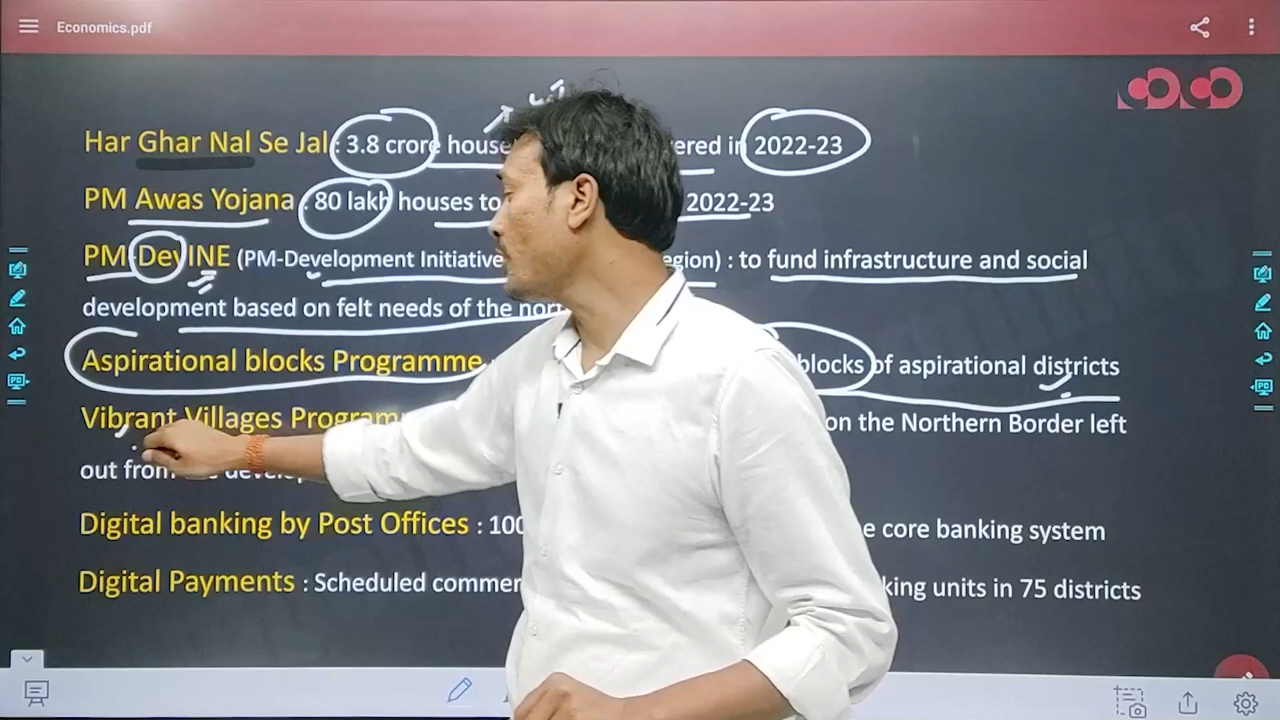 Economics.pdf
Har Ghar Nal Se Jal : 3.8 crore house ered in 2022-23
PM Awas Yojana : 80 lakh houses to 2022-23
PM-DevINE (PM-Development Initiative egion) : to fund infrastructure and social
development based on felt needs of the nor
Aspirational blocks Programme blocks of aspirational districts
Vibrant Villages Programm on the Northern Border left
out from develop
Digital banking by Post Offices : 100 e core banking system
Digital Payments : Scheduled commer king units in 75 districts